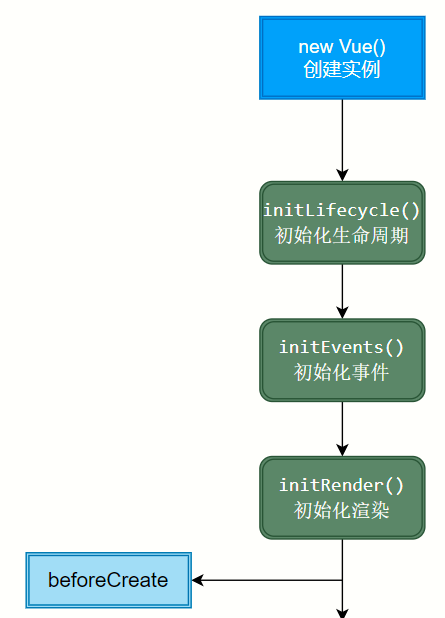 new Vue()
创建实例
initLifecycle()
初始化生命周期
initEvents()
初始化事件
initRender()
初始化渲染
beforeCreate